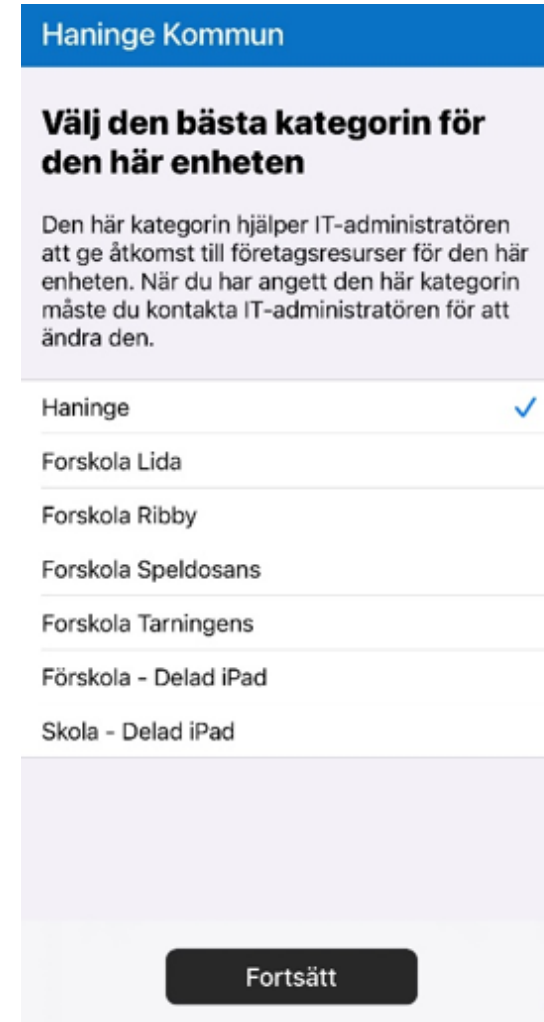 Haninge Kommun
Välj den bästa kategorin för
den här enheten
Den här kategorin hjälper IT-administratören
att ge åtkomst till företagsresurser för den här
enheten. När du har angett den här kategorin
måste du kontakta IT-administratören för att
ändra den.
Haninge
Forskola Lida
Forskola Ribby
Forskola Speldosans
Forskola Tarningens
Förskola - Delad iPad
Skola - Delad iPad
Fortsätt